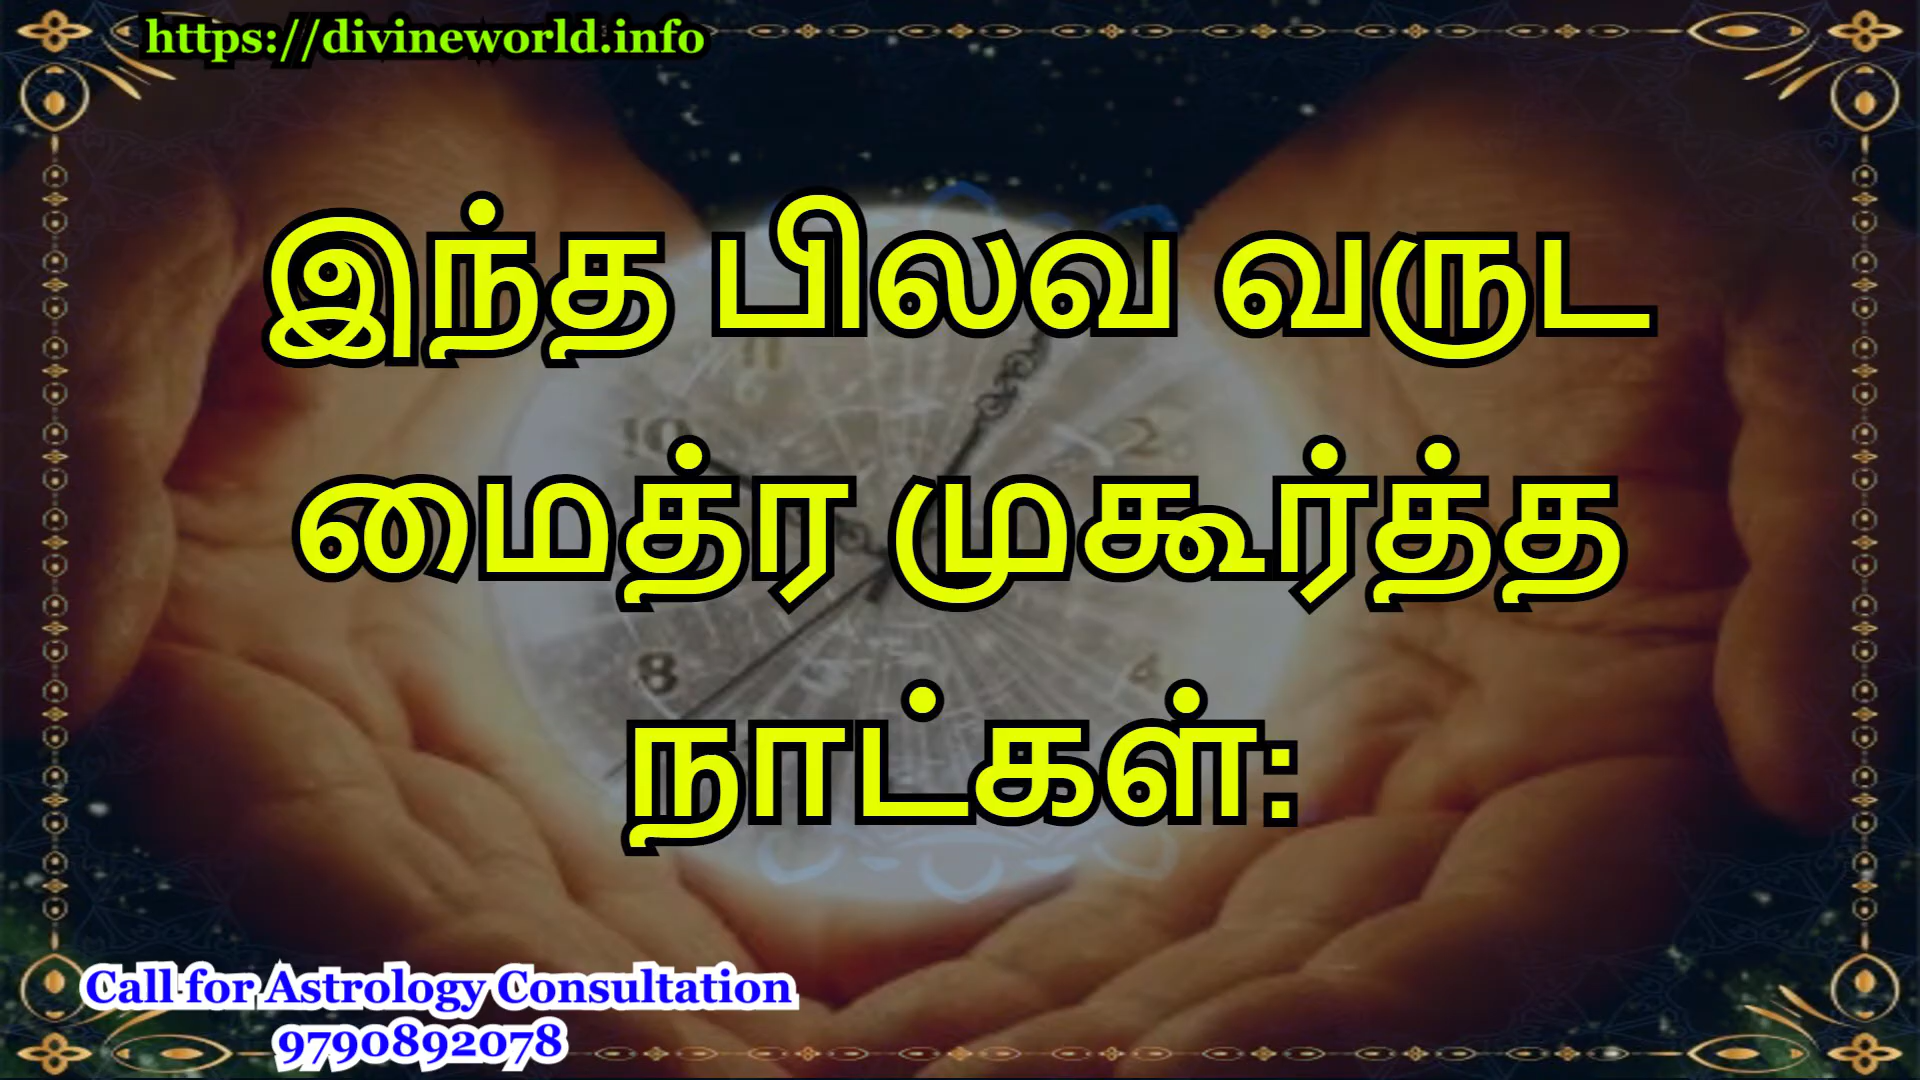 https://divineworld.info
இந்த பிலவ வருட
மைத்ர முகூர்த்த
நாட்கள்:
Call for Astrology Consultation
9790892078